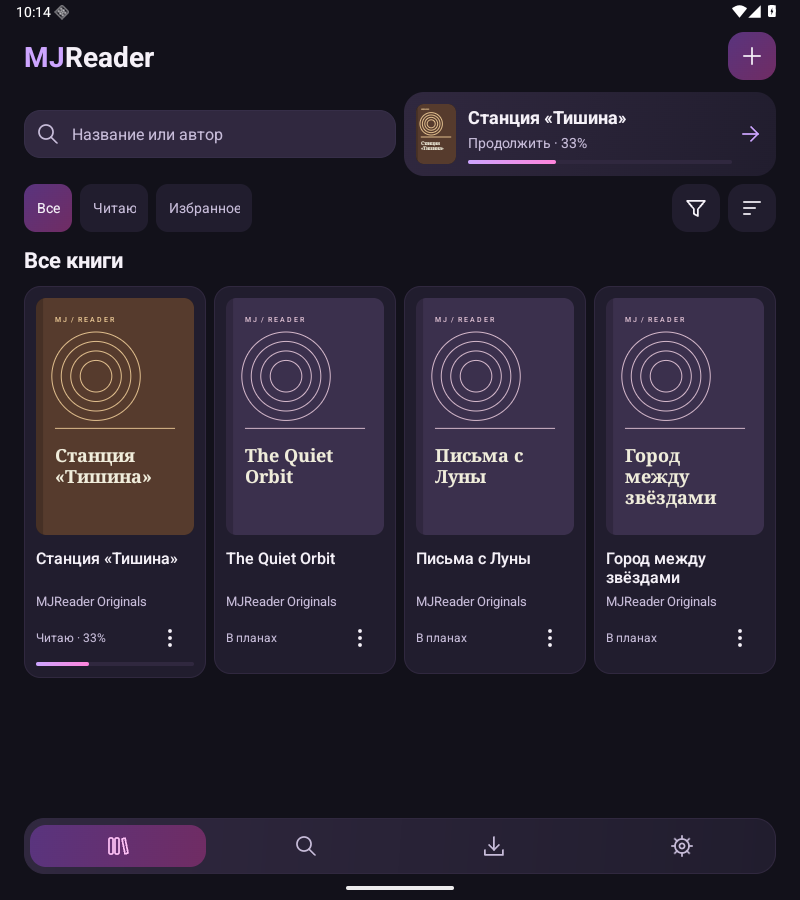 10:14
MJReader
Название или автор
Станция «Тишина»
Продолжить · 33%
Станция
«Тишина»
Все
Читаю
Избранное
Все книги
MJ / READER
Станция
«Тишина»
Станция «Тишина»
MJReader Originals
Читаю · 33%
MJ / READER
The Quiet
Orbit
The Quiet Orbit
MJReader Originals
В планах
MJ / READER
Письма с
Луны
Письма с Луны
MJReader Originals
В планах
MJ / READER
Город
между
звёздами
Город между
звёздами
MJReader Originals
В планах